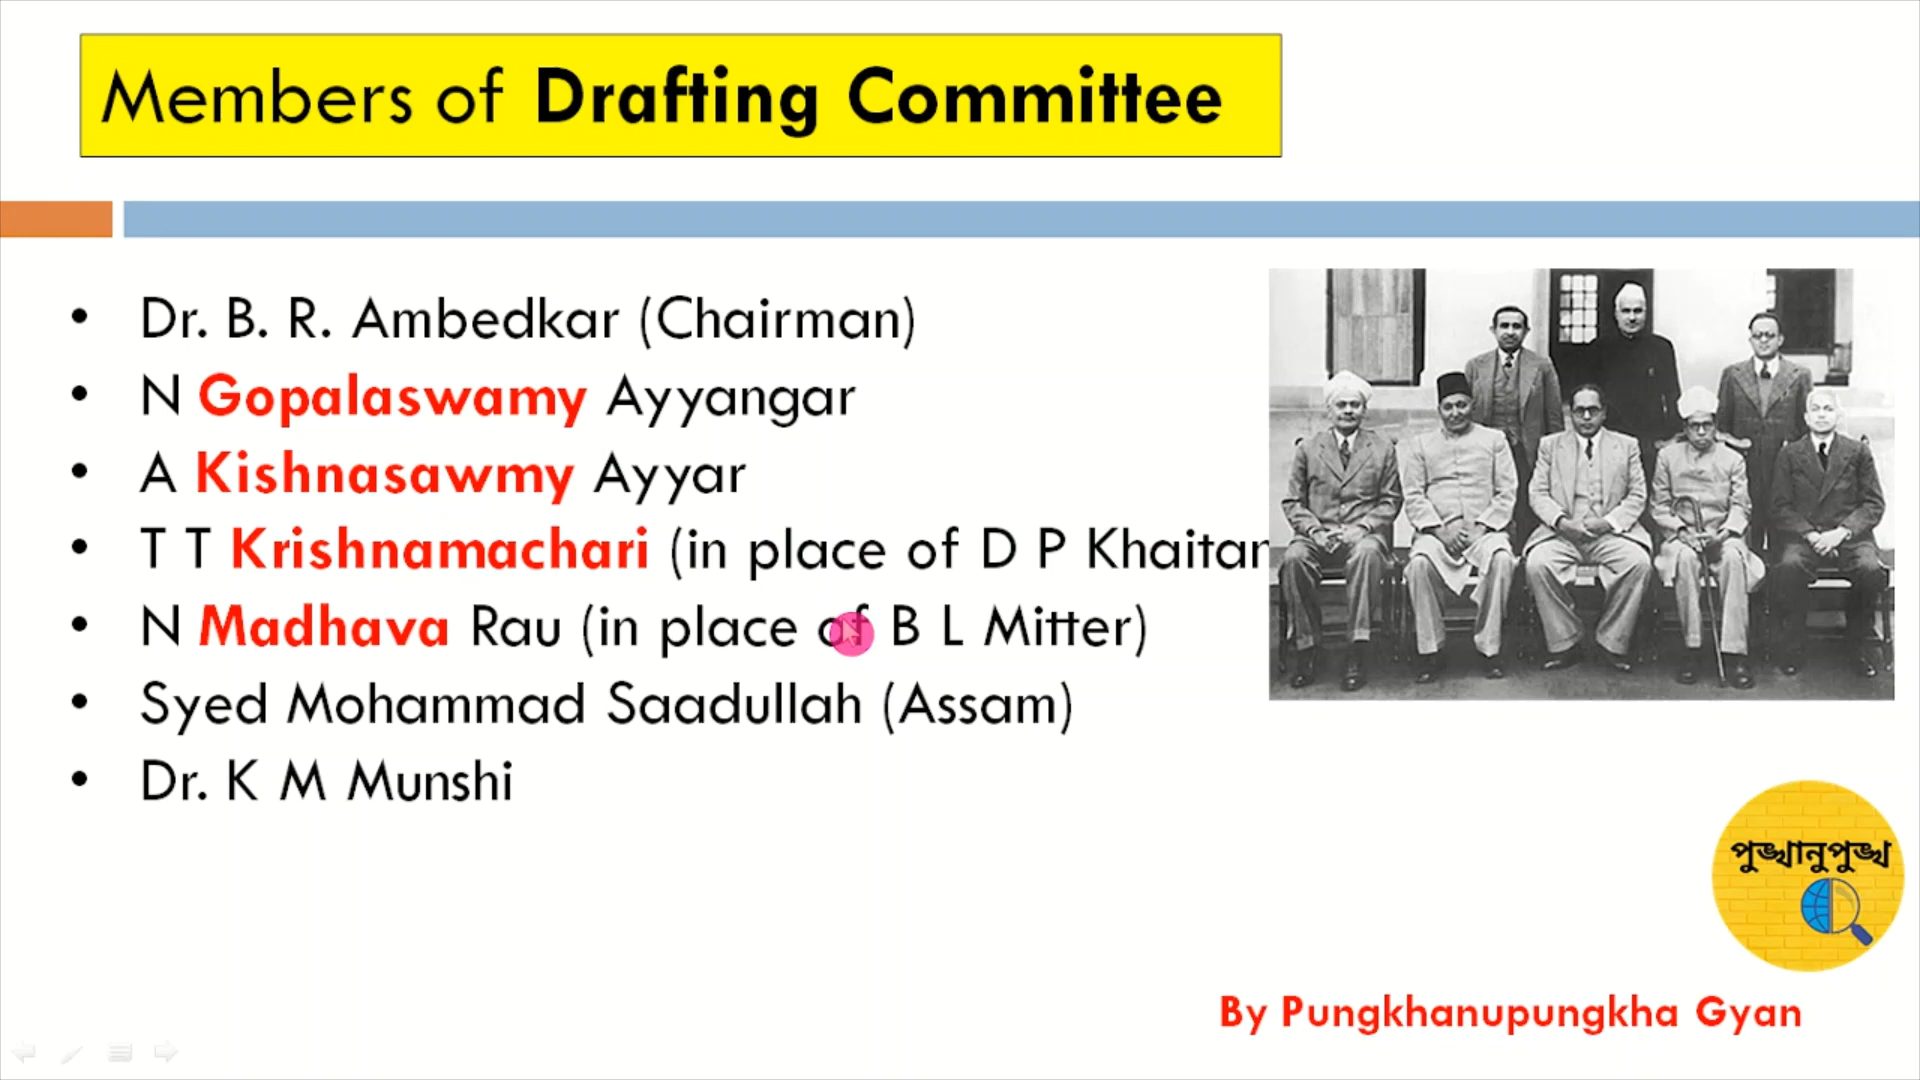 Members of Drafting Committee
• Dr. B. R. Ambedkar (Chairman)
• N Gopalaswamy Ayyangar
• A Kishnasawmy Ayyar
• T T Krishnamachari (in place of D P Khaitan
• N Madhava Rau (in place of B L Mitter)
• Syed Mohammad Saadullah (Assam)
• Dr. K M Munshi
পুঙ্খানুপুঙ্খ
By Pungkhanupungkha Gyan